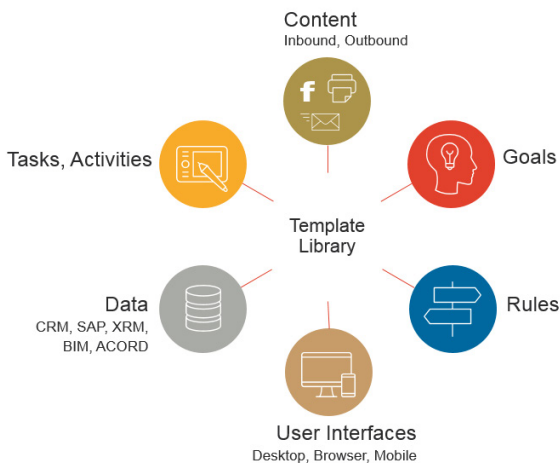 Content
Inbound, Outbound
f
Tasks, Activities
Goals
Template
Library
Data
CRM, SAP, XRM,
BIM, ACORD
Rules
User Interfaces
Desktop, Browser, Mobile